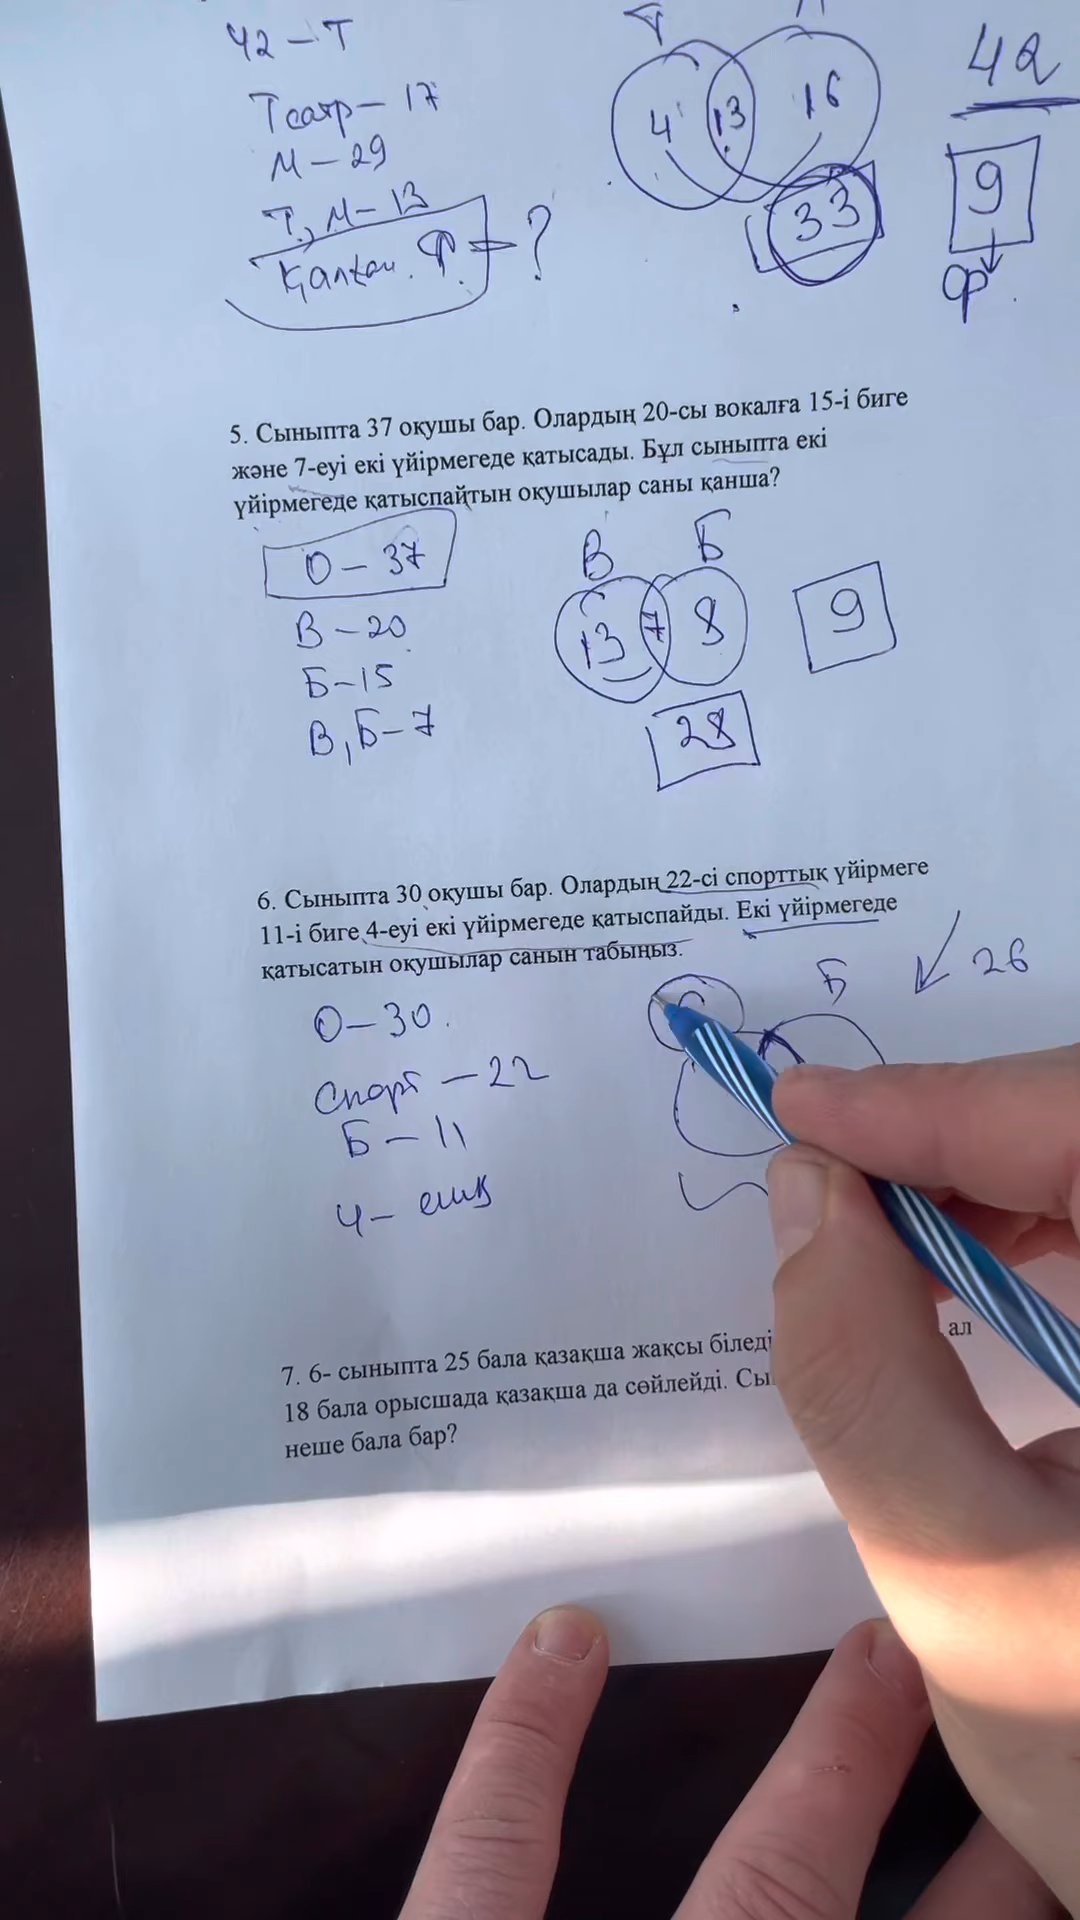 42 – Т
Театр – 17
М – 29
Т, М – 13
Қалған. Ф. – ?
Т
4 13 16
33
42
9
Ф.
5. Сыныпта 37 оқушы бар. Олардың 20-сы вокалға 15-і биге
және 7-еуі екі үйірмегеде қатысады. Бұл сыныпта екі
үйірмегеде қатыспайтын оқушылар саны қанша?
О – 37
В – 20
Б – 15
В, Б – 7
В Б
13 7 8
28
9
6. Сыныпта 30 оқушы бар. Олардың 22-сі спорттық үйірмеге
11-і биге 4-еуі екі үйірмегеде қатыспайды. Екі үйірмегеде
қатысатын оқушылар санын табыңыз.
О – 30.
Спорт – 22
Б – 11
4 –
Б
26
7. 6- сыныпта 25 бала қазақша жақсы біледі ал
18 бала орысшада қазақша да сөйлейді.
неше бала бар?